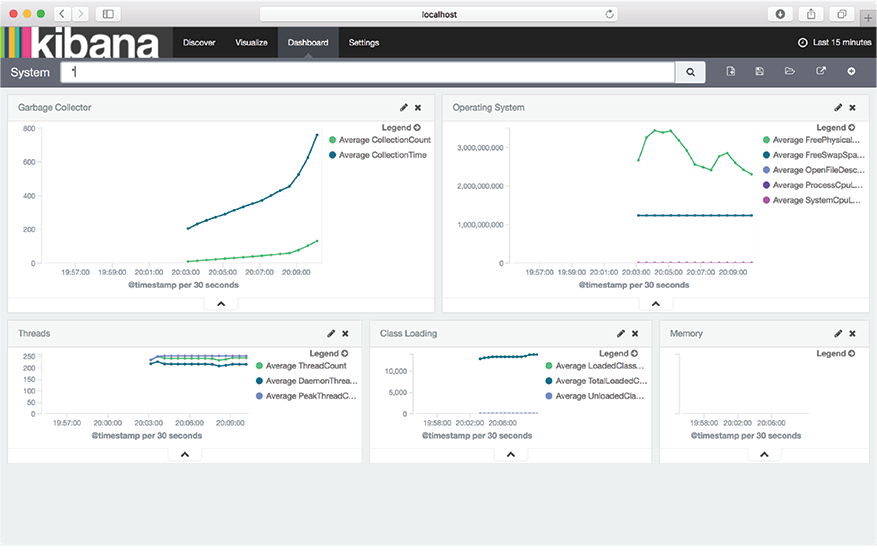 localhost
kibana
Discover Visualize Dashboard Settings Last 15 minutes
System *
Garbage Collector
Legend
800
600
400
200
0
Average CollectionCount
Average CollectionTime
19:57:00 19:59:00 20:01:00 20:03:00 20:05:00 20:07:00 20:09:00
@timestamp per 30 seconds
Operating System
Legend
3,000,000,000
2,000,000,000
1,000,000,000
0
Average FreePhysical...
Average FreeSwapSpa...
Average OpenFileDesc...
Average ProcessCpuL...
Average SystemCpuL...
19:57:00 19:59:00 20:01:00 20:03:00 20:05:00 20:07:00 20:09:00
@timestamp per 30 seconds
Threads
Legend
250
200
150
100
50
0
Average ThreadCount
Average DaemonThrea...
Average PeakThreadC...
19:57:00 20:00:00 20:03:00 20:06:00 20:09:00
@timestamp per 30 seconds
Class Loading
Legend
10,000
5,000
0
Average LoadedClass...
Average TotalLoadedC...
Average UnloadedCla...
19:58:00 20:02:00 20:06:00
@timestamp per 30 seconds
Memory
Legend
19:58:00 20:02:00 20:06:00
@timestamp per 30 seconds